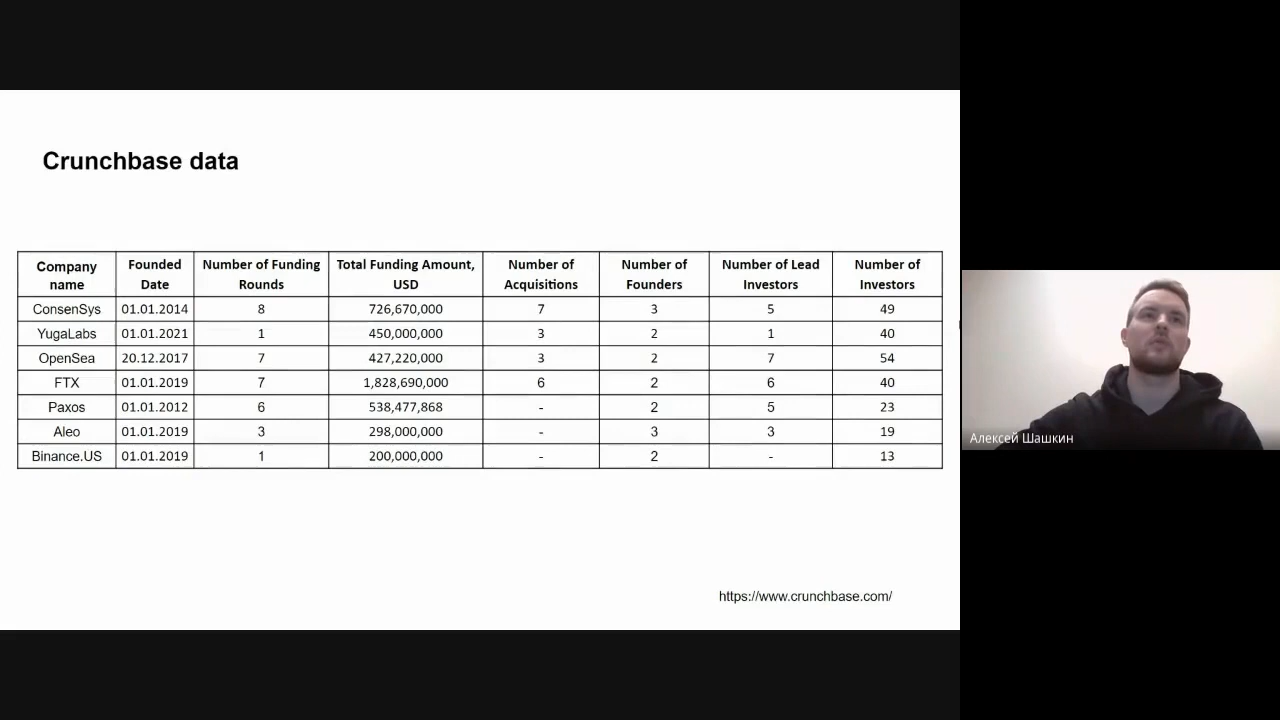 Crunchbase data
Company name Founded Date Number of Funding Rounds Total Funding Amount, USD Number of Acquisitions Number of Founders Number of Lead Investors Number of Investors
ConsenSys 01.01.2014 8 726,670,000 7 3 5 49
YugaLabs 01.01.2021 1 450,000,000 3 2 1 40
OpenSea 20.12.2017 7 427,220,000 3 2 7 54
FTX 01.01.2019 7 1,828,690,000 6 2 6 40
Paxos 01.01.2012 6 538,477,868 - 2 5 23
Aleo 01.01.2019 3 298,000,000 - 3 3 19
Binance.US 01.01.2019 1 200,000,000 - 2 - 13
https://www.crunchbase.com/
Алексей Шашкин